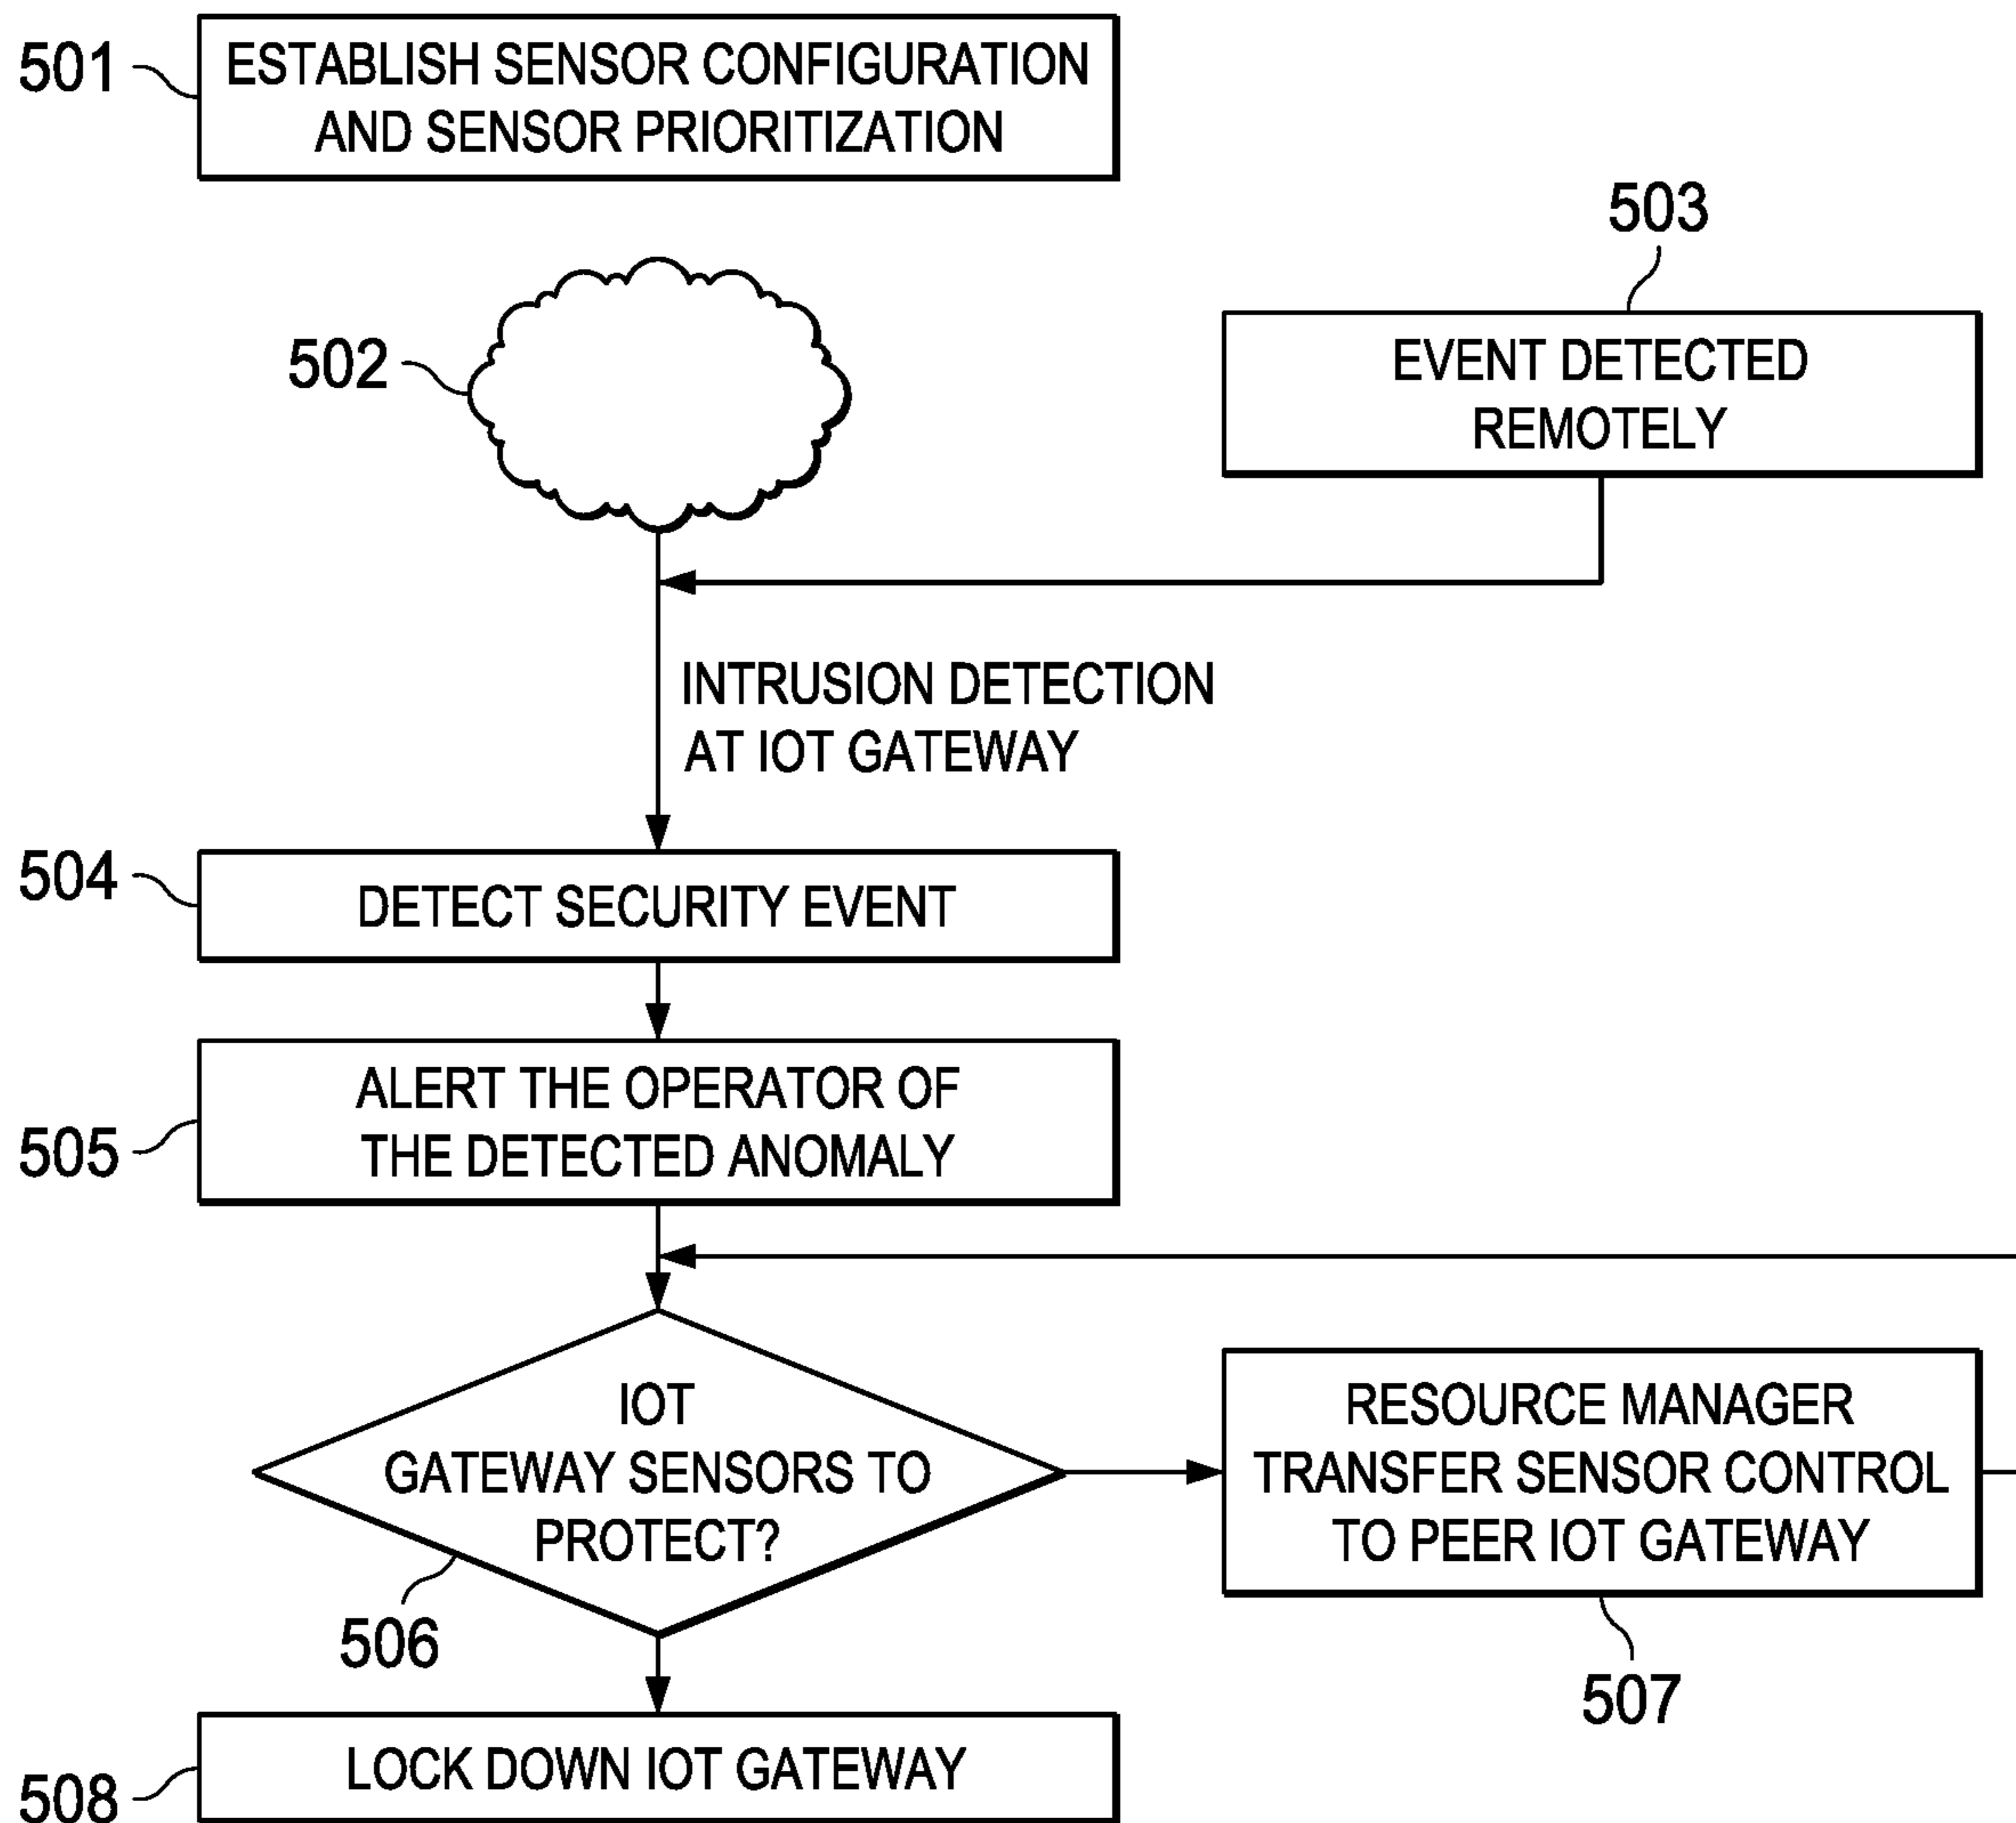 501
ESTABLISH SENSOR CONFIGURATION
AND SENSOR PRIORITIZATION
503
502
EVENT DETECTED
REMOTELY
INTRUSION DETECTION
AT IOT GATEWAY
504
DETECT SECURITY EVENT
505
ALERT THE OPERATOR OF
THE DETECTED ANOMALY
IOT
GATEWAY SENSORS TO
PROTECT?
506
RESOURCE MANAGER
TRANSFER SENSOR CONTROL
TO PEER IOT GATEWAY
507
508
LOCK DOWN IOT GATEWAY